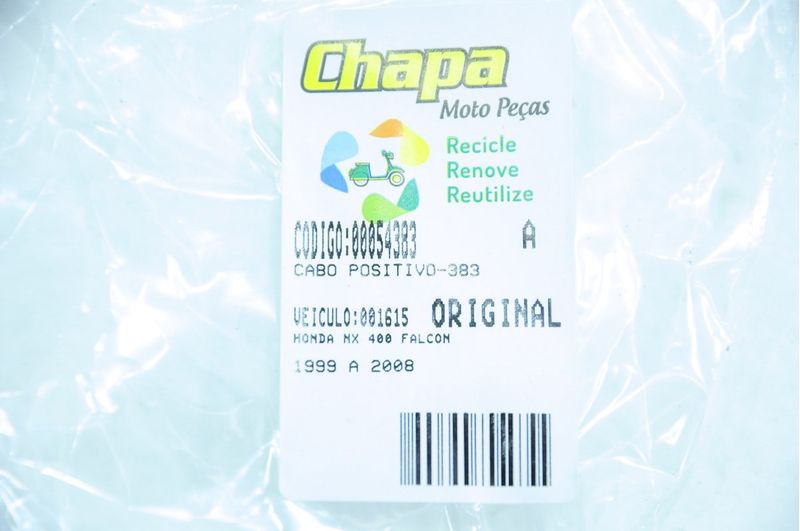 Chapa
Moto Peças
Recicle
Renove
Reutilize
CODIGO:00054383 A
CABO POSITIVO-383
VEICULO:001615 ORIGINAL
HONDA NX 400 FALCON
1999 A 2008